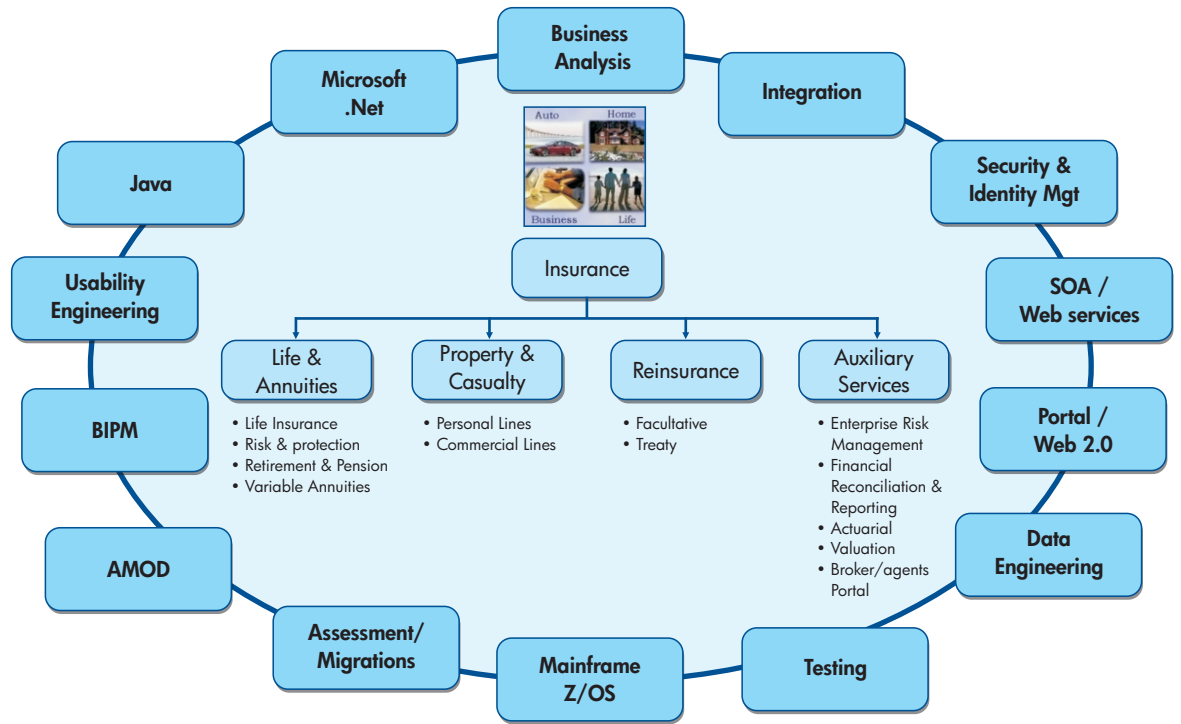 Business
Analysis
Integration
Security &
Identity Mgt
SOA /
Web services
Portal /
Web 2.0
Data
Engineering
Testing
Mainframe
Z/OS
Assessment/
Migrations
AMOD
BIPM
Usability
Engineering
Java
Microsoft
.Net
Auto
Home
Business
Life
Insurance
Life &
Annuities
• Life Insurance
• Risk & protection
• Retirement & Pension
• Variable Annuities
Property &
Casualty
• Personal Lines
• Commercial Lines
Reinsurance
• Facultative
• Treaty
Auxiliary
Services
• Enterprise Risk
Management
• Financial
Reconciliation &
Reporting
• Actuarial
• Valuation
• Broker/agents
Portal